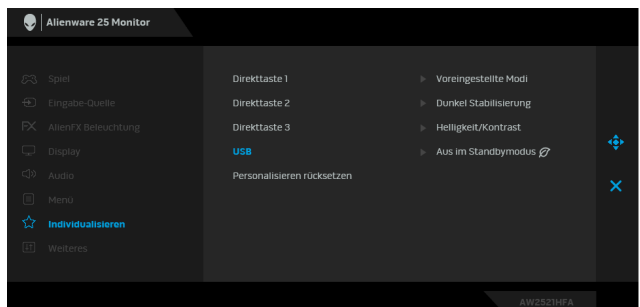 Alienware 25 Monitor
Spiel
Eingabe-Quelle
AlienFX Beleuchtung
Display
Audio
Menü
Individualisieren
Weiteres
Direkttaste 1
Voreingestellte Modi
Direkttaste 2
Dunkel Stabilisierung
Direkttaste 3
Helligkeit/Kontrast
USB
Aus im Standbymodus
Personalisieren rücksetzen
AW2521HFA